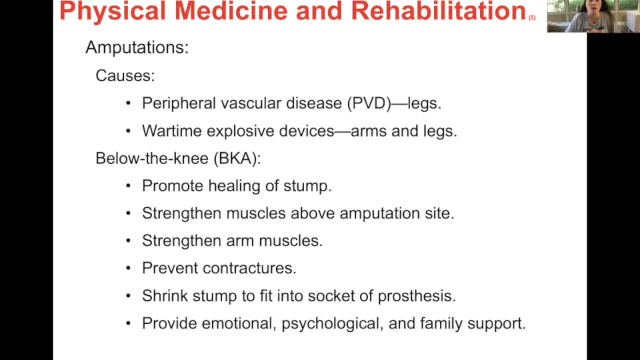 Physical Medicine and Rehabilitation (5)
Amputations:
Causes:
• Peripheral vascular disease (PVD)—legs.
• Wartime explosive devices—arms and legs.
Below-the-knee (BKA):
• Promote healing of stump.
• Strengthen muscles above amputation site.
• Strengthen arm muscles.
• Prevent contractures.
• Shrink stump to fit into socket of prosthesis.
• Provide emotional, psychological, and family support.